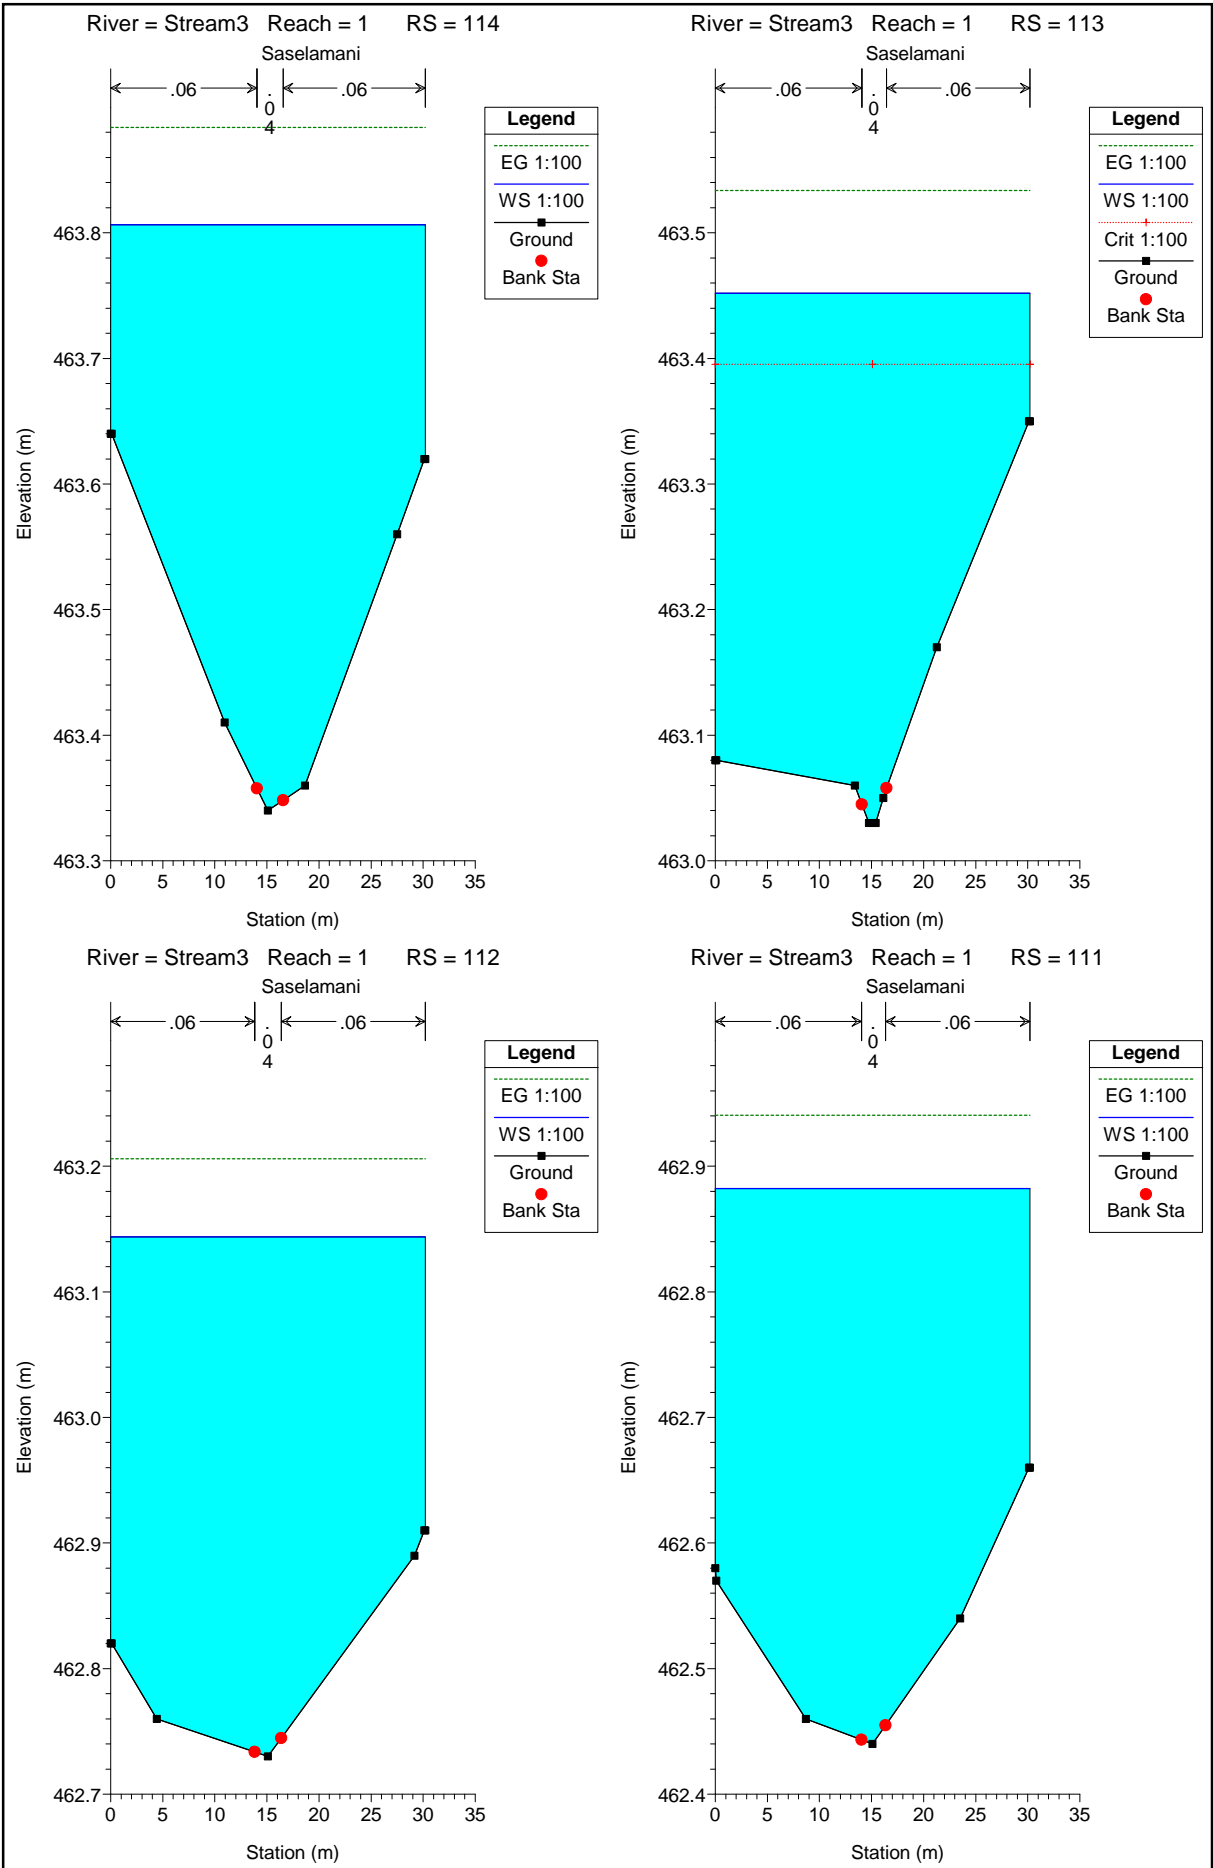 River = Stream3 Reach = 1 RS = 114
Saselamani
.06 .04 .06
Legend
EG 1:100
WS 1:100
Ground
Bank Sta
463.8
463.7
463.6
463.5
463.4
463.3
Elevation (m)
0 5 10 15 20 25 30 35
Station (m)
River = Stream3 Reach = 1 RS = 113
Saselamani
.06 .04 .06
Legend
EG 1:100
WS 1:100
Crit 1:100
Ground
Bank Sta
463.5
463.4
463.3
463.2
463.1
463.0
Elevation (m)
0 5 10 15 20 25 30 35
Station (m)
River = Stream3 Reach = 1 RS = 112
Saselamani
.06 .04 .06
Legend
EG 1:100
WS 1:100
Ground
Bank Sta
463.2
463.1
463.0
462.9
462.8
462.7
Elevation (m)
0 5 10 15 20 25 30 35
Station (m)
River = Stream3 Reach = 1 RS = 111
Saselamani
.06 .04 .06
Legend
EG 1:100
WS 1:100
Ground
Bank Sta
462.9
462.8
462.7
462.6
462.5
462.4
Elevation (m)
0 5 10 15 20 25 30 35
Station (m)